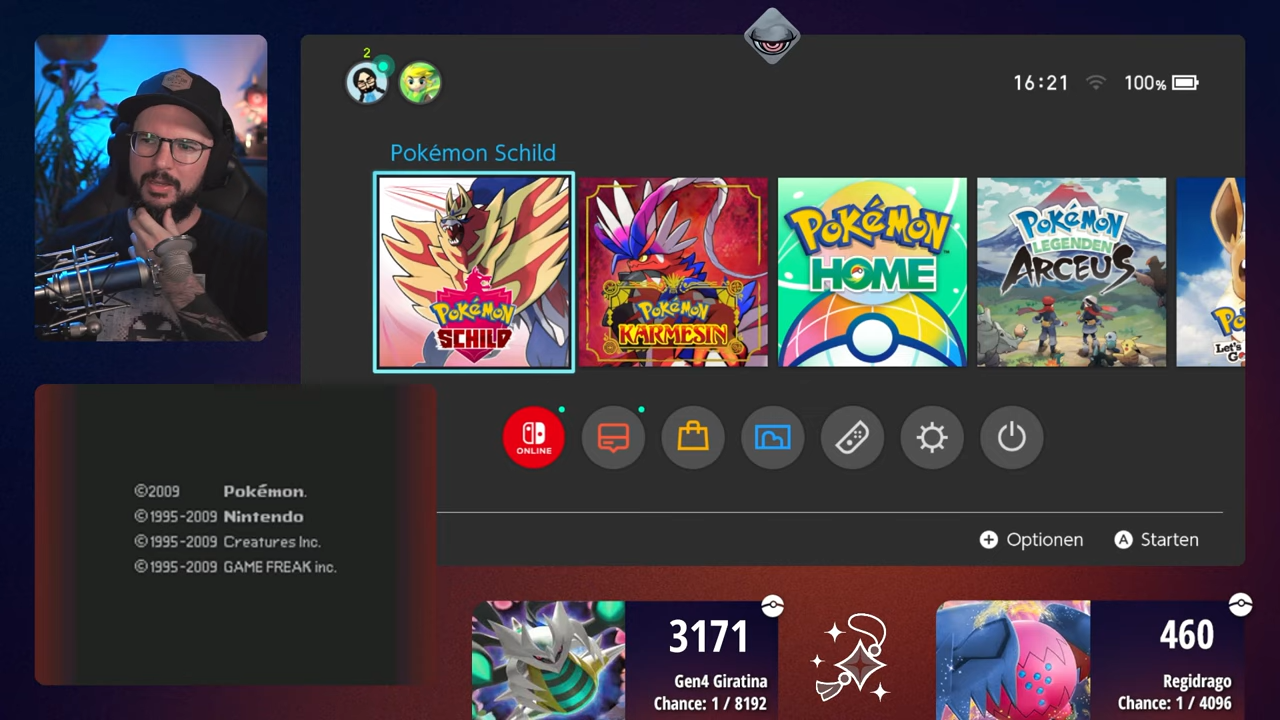 2
16:21
100%
Pokémon Schild
Pokémon
SCHILD
Pokémon
KARMESIN
Pokémon
HOME
Pokémon
LEGENDEN
ARCEUS
Let's
ONLINE
©2009 Pokémon.
©1995-2009 Nintendo
©1995-2009 Creatures Inc.
©1995-2009 GAME FREAK inc.
Optionen
A Starten
3171
Gen4 Giratina
Chance: 1 / 8192
460
Regidrago
Chance: 1 / 4096